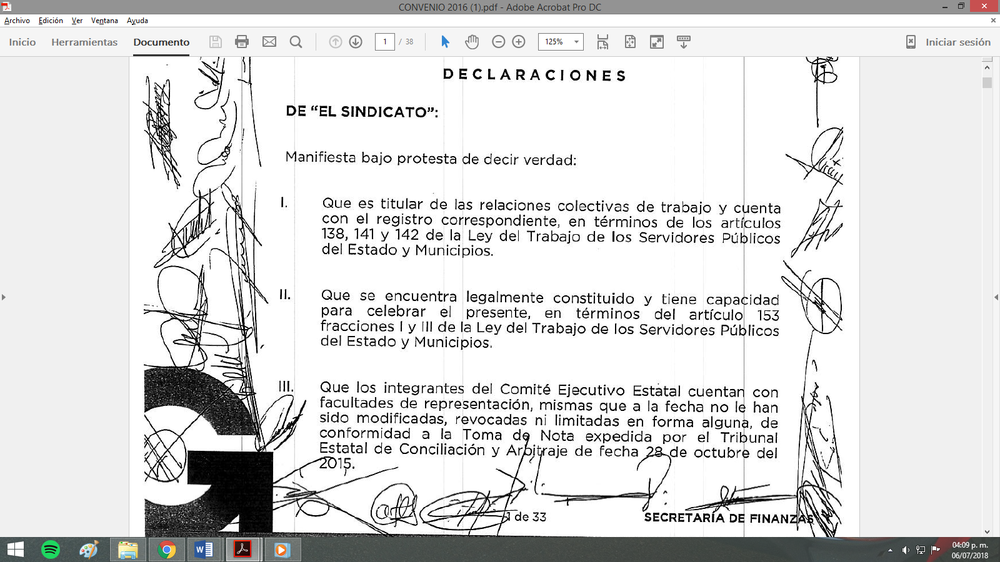 CONVENIO 2016 (1).pdf - Adobe Acrobat Pro DC
Archivo Edición Ver Ventana Ayuda
Inicio Herramientas Documento 1 / 38 125% Iniciar sesión
DECLARACIONES
DE “EL SINDICATO”:
Manifiesta bajo protesta de decir verdad:
I. Que es titular de las relaciones colectivas de trabajo y cuenta
con el registro correspondiente, en términos de los artículos
138, 141 y 142 de la Ley del Trabajo de los Servidores Públicos
del Estado y Municipios.
II. Que se encuentra legalmente constituido y tiene capacidad
para celebrar el presente, en términos del artículo 153
fracciones I y III de la Ley del Trabajo de los Servidores Públicos
del Estado y Municipios.
III. Que los integrantes del Comité Ejecutivo Estatal cuentan con
facultades de representación, mismas que a la fecha no le han
sido modificadas, revocadas ni limitadas en forma alguna, de
conformidad a la Toma de Nota expedida por el Tribunal
Estatal de Conciliación y Arbitraje de fecha 28 de octubre del
2015.
1 de 33
SECRETARÍA DE FINANZAS
04:09 p. m.
06/07/2018